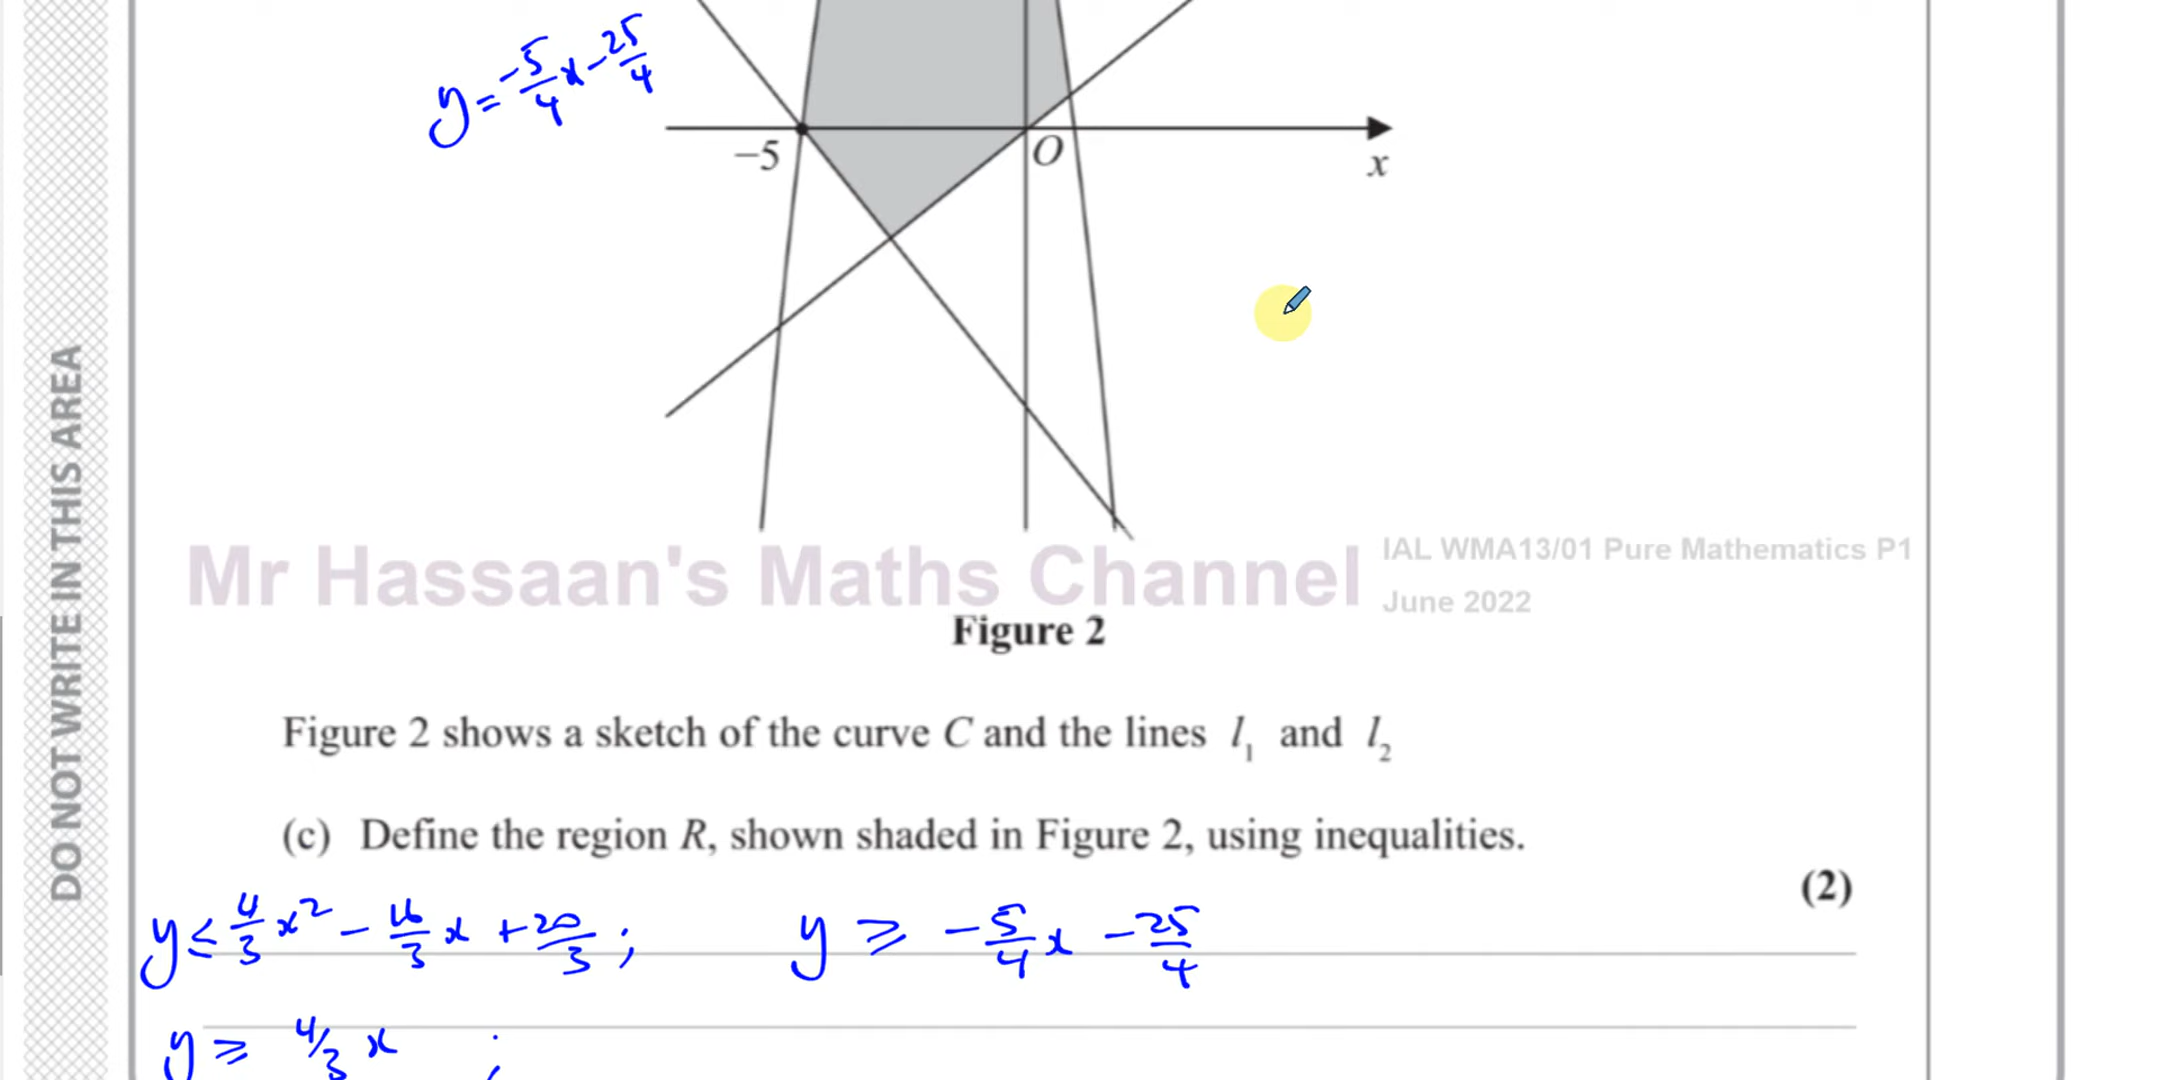 y = -5/4 x - 25/4
-5
O
x
DO NOT WRITE IN THIS AREA
Mr Hassaan's Maths Channel
IAL WMA13/01 Pure Mathematics P1
June 2022
Figure 2
Figure 2 shows a sketch of the curve C and the lines l₁ and l₂
(c) Define the region R, shown shaded in Figure 2, using inequalities.
(2)
y ≤ 4/3 x² - 16/3 x + 20/3 ; y ⩾ -5/4 x - 25/4
y ⩾ 4/3 x ;